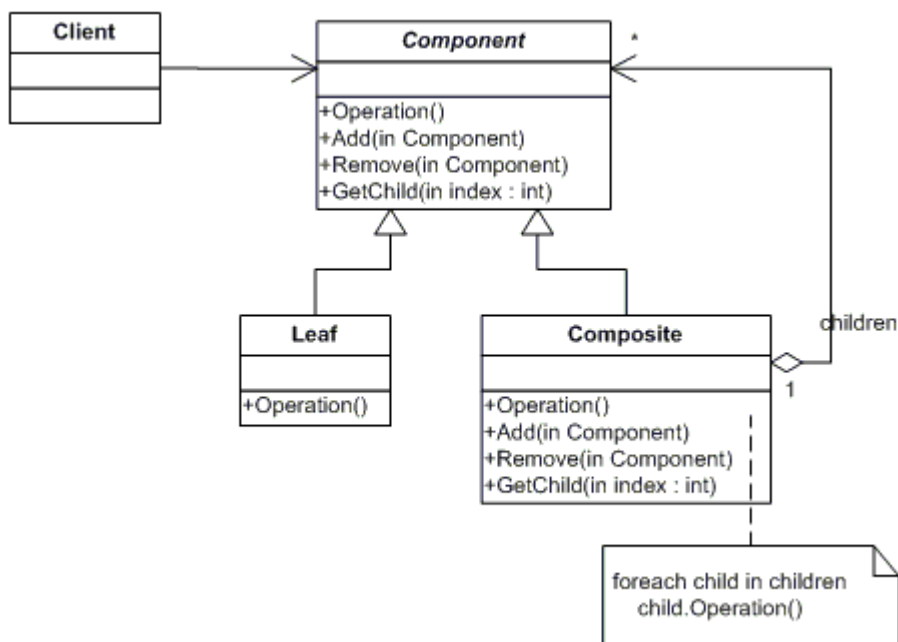 Client
Component
*
+Operation()
+Add(in Component)
+Remove(in Component)
+GetChild(in index : int)
Leaf
+Operation()
Composite
+Operation()
+Add(in Component)
+Remove(in Component)
+GetChild(in index : int)
children
1
foreach child in children
child.Operation()